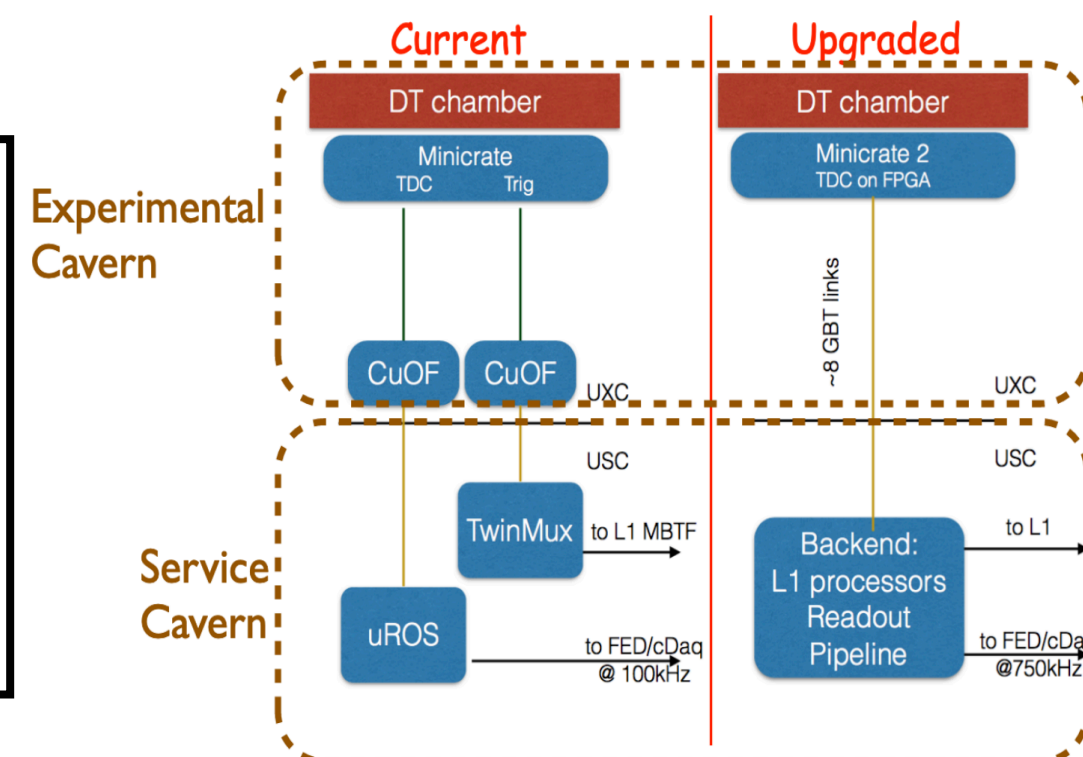 Current
Upgraded
DT chamber
DT chamber
Minicrate
TDC Trig
Minicrate 2
TDC on FPGA
Experimental
Cavern
~8 GBT links
CuOF
CuOF
UXC
UXC
USC
USC
TwinMux
to L1 MBTF
Backend:
L1 processors
Readout
Pipeline
to L1
Service
Cavern
uROS
to FED/cDaq
@ 100kHz
to FED/cDa
@750kHz